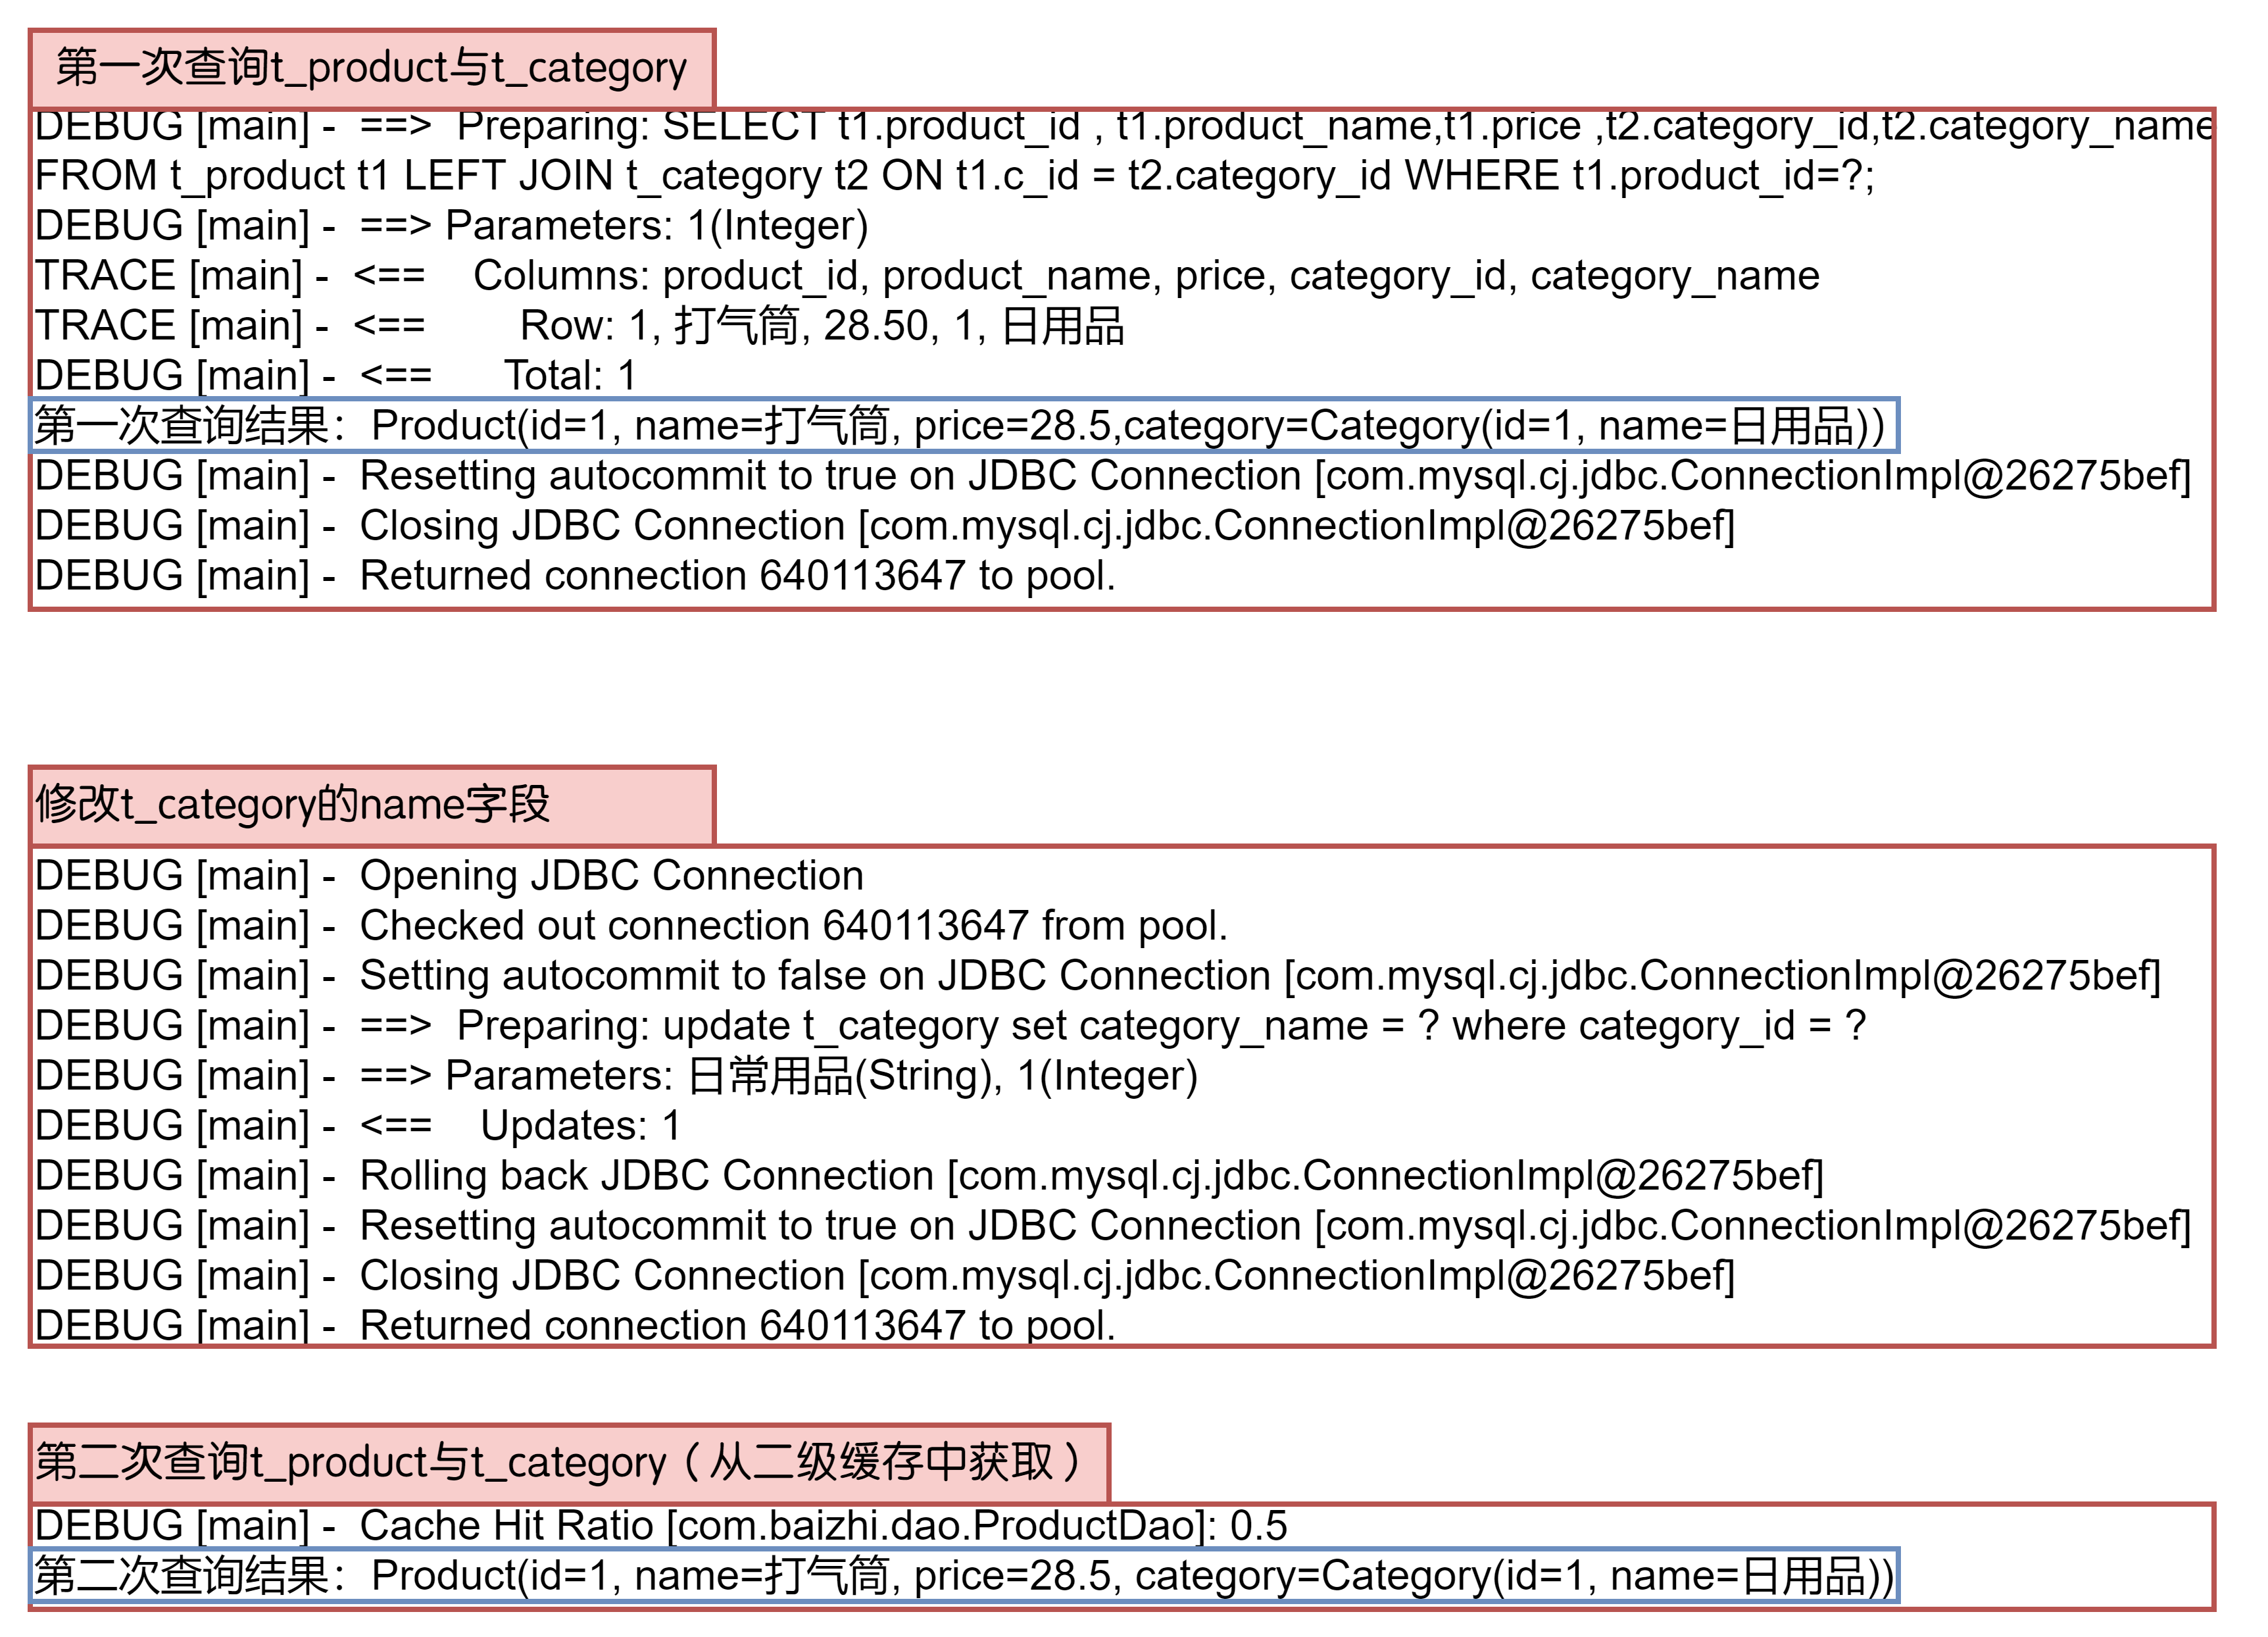 第一次查询t_product与t_category
DEBUG [main] -  ==>  Preparing: SELECT t1.product_id , t1.product_name,t1.price ,t2.category_id,t2.category_name
FROM t_product t1 LEFT JOIN t_category t2 ON t1.c_id = t2.category_id WHERE t1.product_id=?;
DEBUG [main] -  ==> Parameters: 1(Integer)
TRACE [main] -  <==    Columns: product_id, product_name, price, category_id, category_name
TRACE [main] -  <==        Row: 1, 打气筒, 28.50, 1, 日用品
DEBUG [main] -  <==      Total: 1
第一次查询结果：Product(id=1, name=打气筒, price=28.5,category=Category(id=1, name=日用品))
DEBUG [main] -  Resetting autocommit to true on JDBC Connection [com.mysql.cj.jdbc.ConnectionImpl@26275bef]
DEBUG [main] -  Closing JDBC Connection [com.mysql.cj.jdbc.ConnectionImpl@26275bef]
DEBUG [main] -  Returned connection 640113647 to pool.
修改t_category的name字段
DEBUG [main] -  Opening JDBC Connection
DEBUG [main] -  Checked out connection 640113647 from pool.
DEBUG [main] -  Setting autocommit to false on JDBC Connection [com.mysql.cj.jdbc.ConnectionImpl@26275bef]
DEBUG [main] -  ==>  Preparing: update t_category set category_name = ? where category_id = ?
DEBUG [main] -  ==> Parameters: 日常用品(String), 1(Integer)
DEBUG [main] -  <==    Updates: 1
DEBUG [main] -  Rolling back JDBC Connection [com.mysql.cj.jdbc.ConnectionImpl@26275bef]
DEBUG [main] -  Resetting autocommit to true on JDBC Connection [com.mysql.cj.jdbc.ConnectionImpl@26275bef]
DEBUG [main] -  Closing JDBC Connection [com.mysql.cj.jdbc.ConnectionImpl@26275bef]
DEBUG [main] -  Returned connection 640113647 to pool.
第二次查询t_product与t_category（从二级缓存中获取）
DEBUG [main] -  Cache Hit Ratio [com.baizhi.dao.ProductDao]: 0.5
第二次查询结果：Product(id=1, name=打气筒, price=28.5, category=Category(id=1, name=日用品))